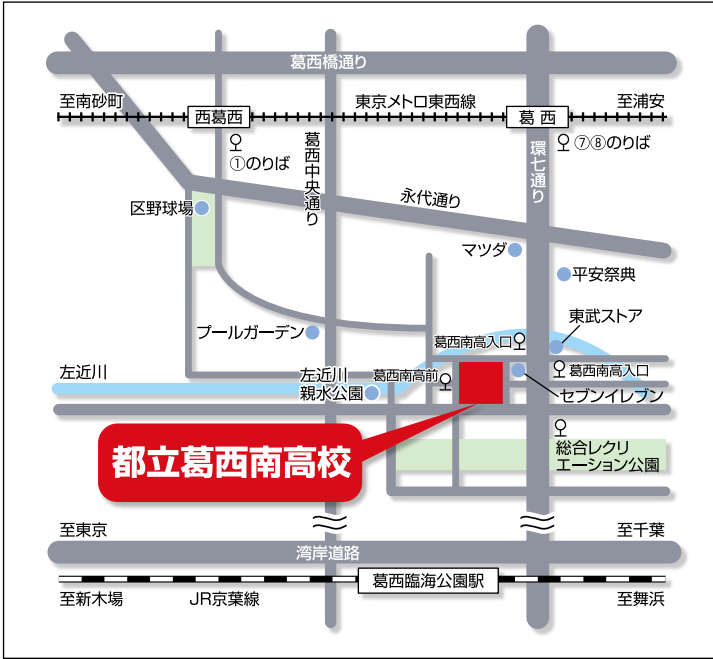 葛西橋通り
至南砂町
西葛西
東京メトロ東西線
葛西
至浦安
①のりば
葛西中央通り
環七通り
⑦⑧のりば
区野球場
永代通り
マツダ
平安祭典
東武ストア
プールガーデン
葛西南高入口
左近川
左近川
親水公園
葛西南高前
葛西南高入口
セブンイレブン
都立葛西南高校
総合レクリ
エーション公園
至東京
湾岸道路
至千葉
葛西臨海公園駅
至新木場
JR京葉線
至舞浜